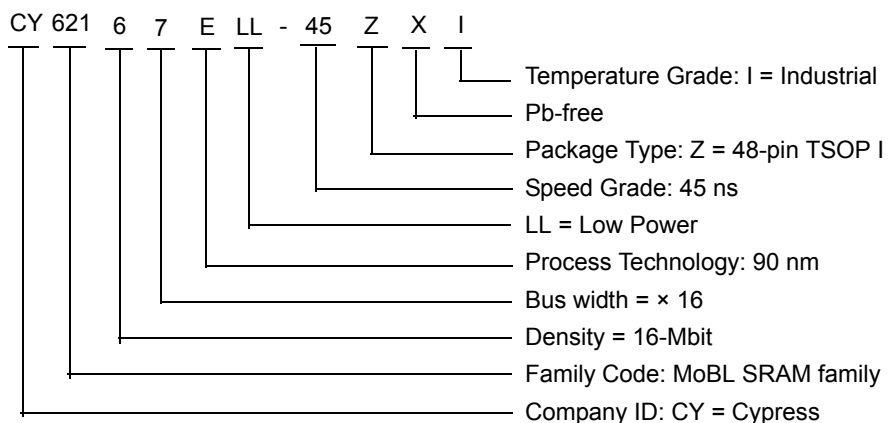 CY 621 6 7 E LL - 45 Z X I
Temperature Grade: I = Industrial
Pb-free
Package Type: Z = 48-pin TSOP I
Speed Grade: 45 ns
LL = Low Power
Process Technology: 90 nm
Bus width = × 16
Density = 16-Mbit
Family Code: MoBL SRAM family
Company ID: CY = Cypress